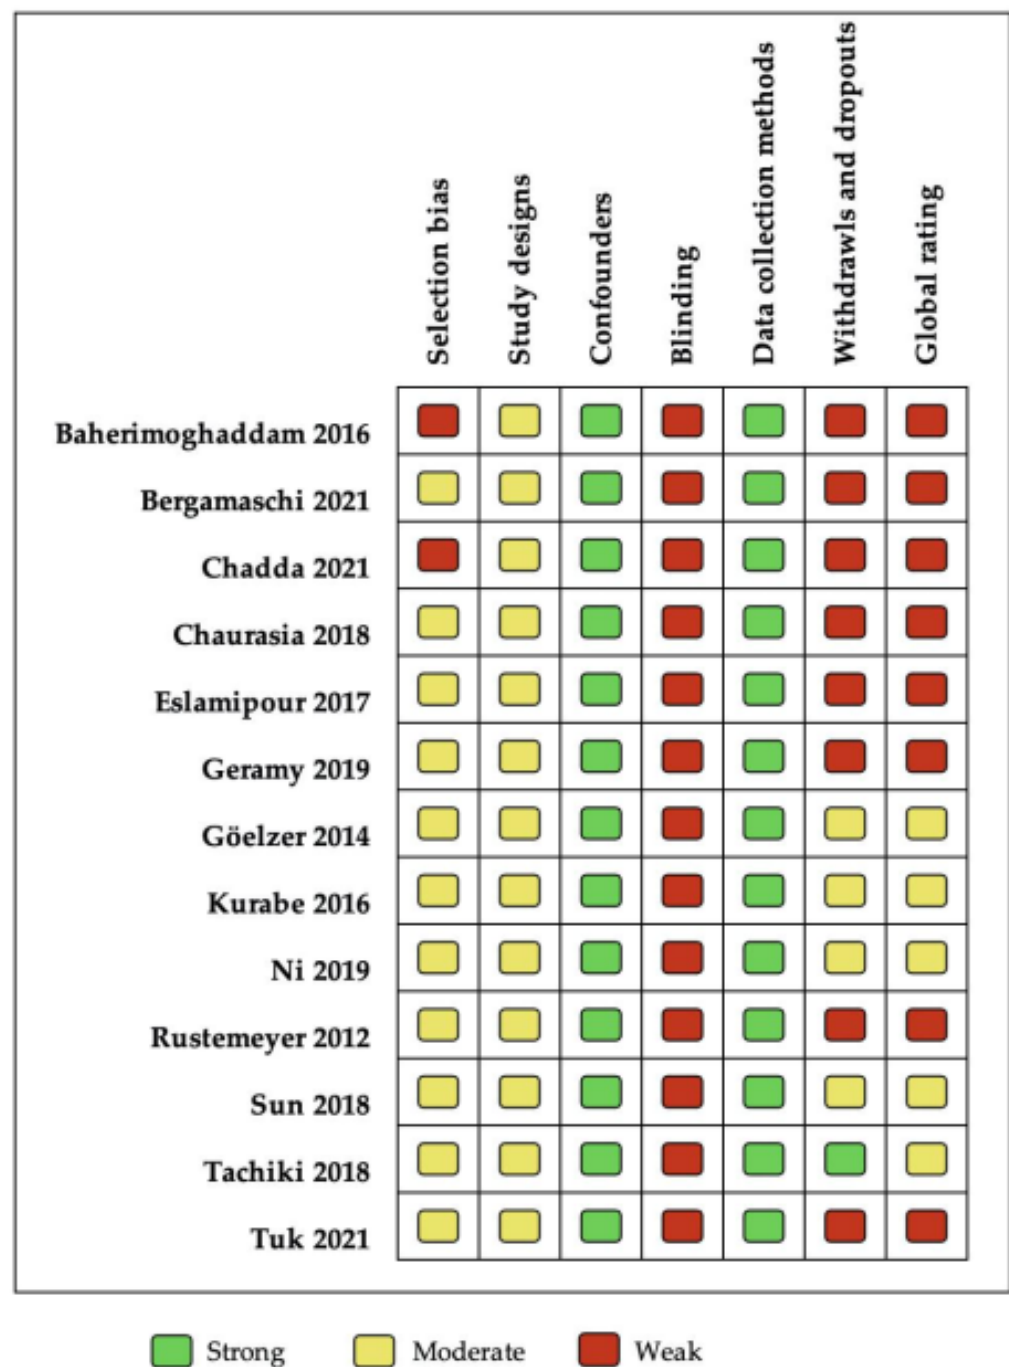 Selection bias
Study designs
Confounders
Blinding
Data collection methods
Withdrawls and dropouts
Global rating
Baherimoghaddam 2016
Bergamaschi 2021
Chadda 2021
Chaurasia 2018
Eslamipour 2017
Geramy 2019
Göelzer 2014
Kurabe 2016
Ni 2019
Rustemeyer 2012
Sun 2018
Tachiki 2018
Tuk 2021
Strong Moderate Weak